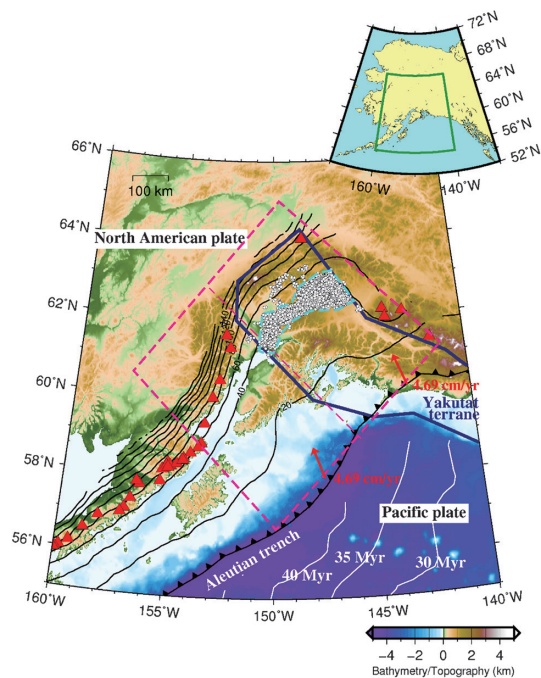 72°N
68°N
64°N
60°N
56°N
52°N
160°W
140°W
66°N
100 km
64°N
North American plate
62°N
60°N
4.69 cm/yr
40
20
Yakutat
terrane
58°N
4.69 cm/yr
Pacific plate
56°N
Aleutian trench
35 Myr
30 Myr
40 Myr
160°W
155°W
150°W
145°W
140°W
−4 −2 0 2 4
Bathymetry/Topography (km)